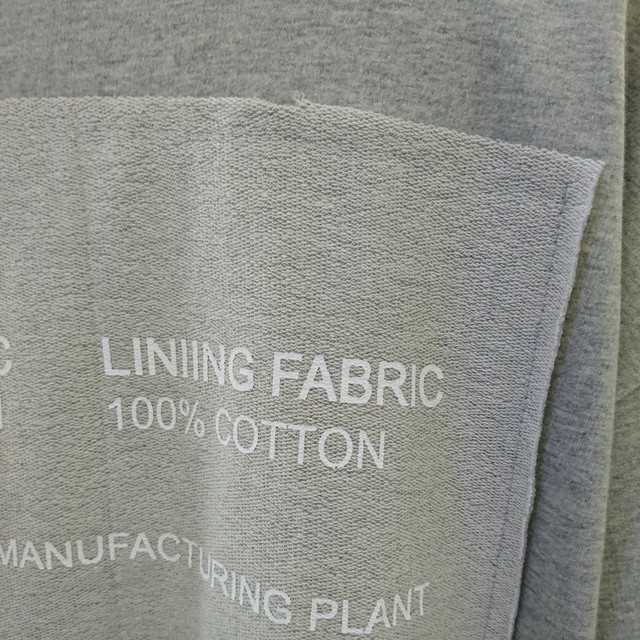 C LINIING FABRIC
100% COTTON
MANUFACTURING PLANT